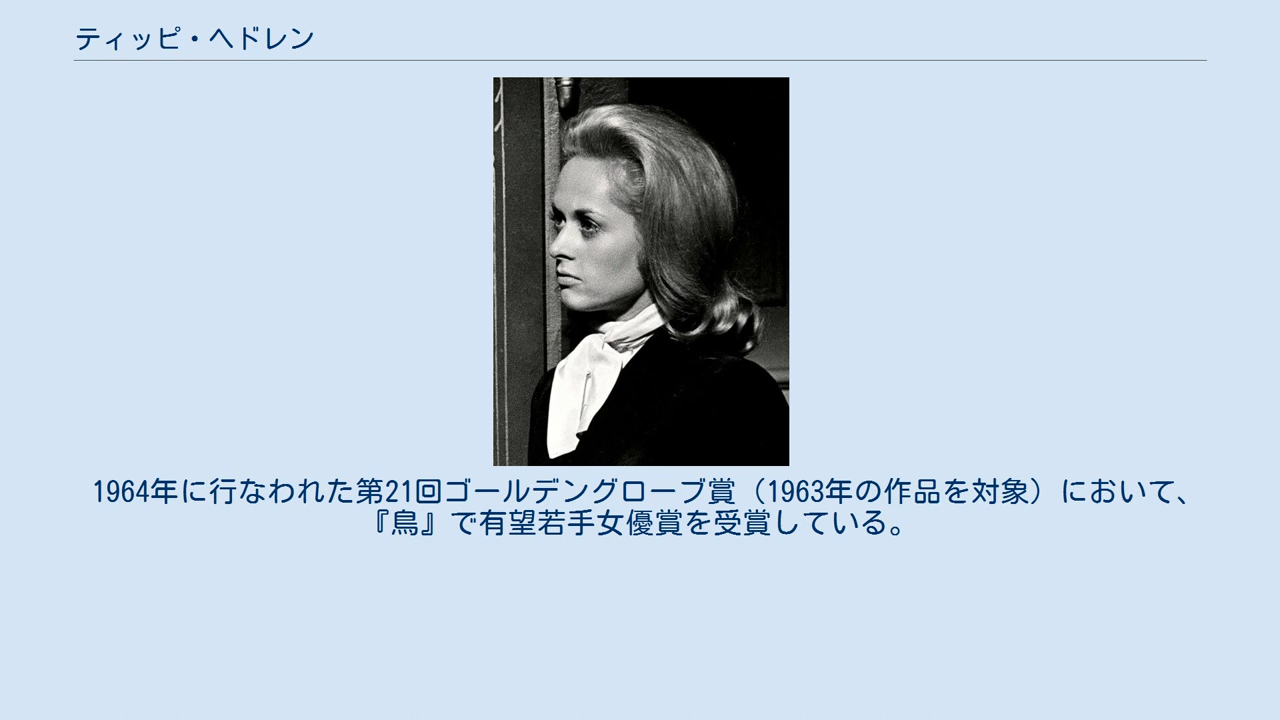 ティッピ・ヘドレン
1964年に行なわれた第21回ゴールデングローブ賞（1963年の作品を対象）において、
『鳥』で有望若手女優賞を受賞している。